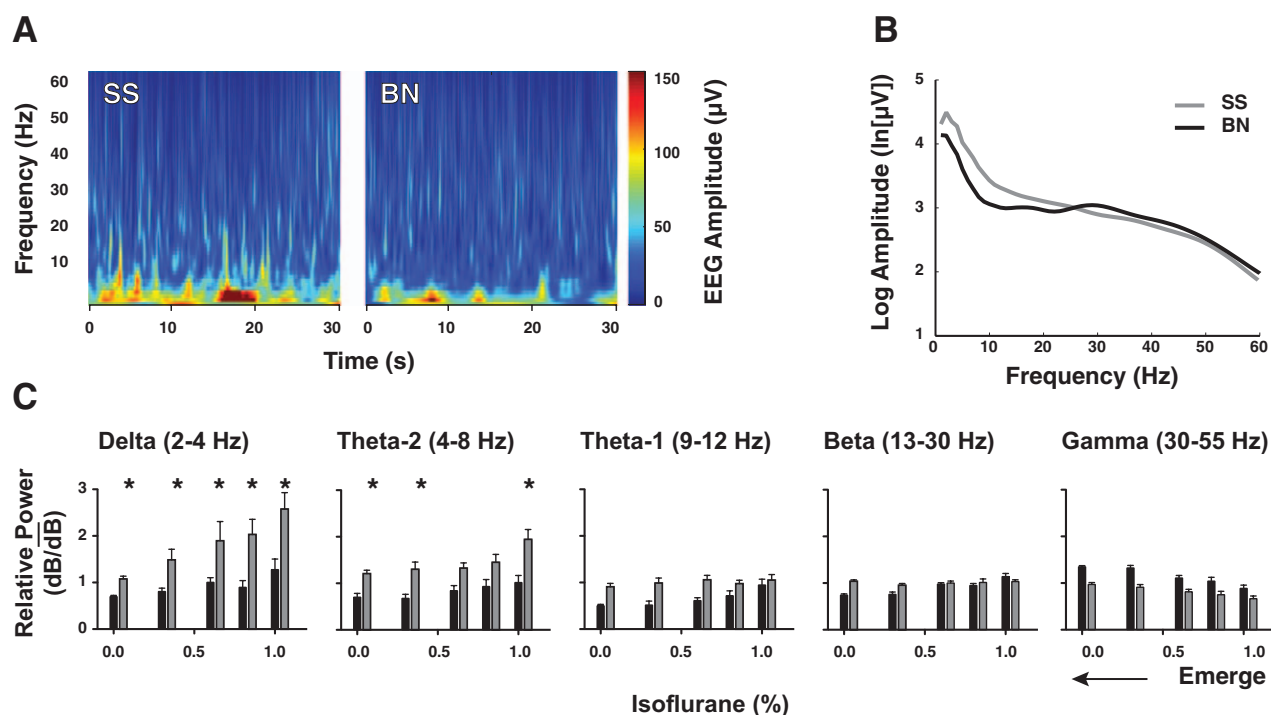 A
B
60
50
40
30
20
10
Frequency (Hz)
SS
BN
0
10
20
30
0
10
20
30
Time (s)
150
100
50
0
EEG Amplitude (µV)
5
4
3
2
1
Log Amplitude (ln[µV])
SS
BN
0
10
20
30
40
50
60
Frequency (Hz)
C
Delta (2-4 Hz)
Theta-2 (4-8 Hz)
Theta-1 (9-12 Hz)
Beta (13-30 Hz)
Gamma (30-55 Hz)
* * * * *
* * *
3
2
1
0
Relative Power
(dB/dB)
0.0 0.5 1.0
0.0 0.5 1.0
0.0 0.5 1.0
0.0 0.5 1.0
0.0 0.5 1.0
Emerge
Isoflurane (%)